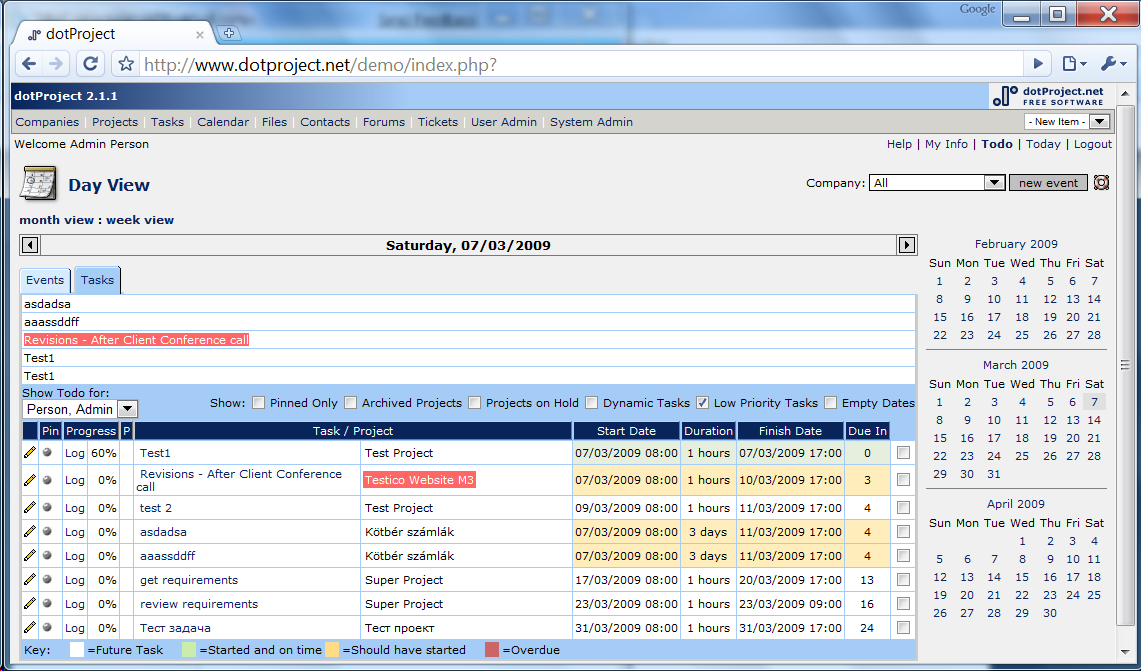 Google
dotProject
http://www.dotproject.net/demo/index.php?
dotProject 2.1.1
dotProject.net
FREE SOFTWARE
Companies | Projects | Tasks | Calendar | Files | Contacts | Forums | Tickets | User Admin | System Admin
- New Item -
Welcome Admin Person
Help | My Info | Todo | Today | Logout
Day View
Company: All new event
month view : week view
Saturday, 07/03/2009
Events Tasks
asdadsa
aaassddff
Revisions - After Client Conference call
Test1
Test1
Show Todo for:
Person, Admin
Show: Pinned Only Archived Projects Projects on Hold Dynamic Tasks Low Priority Tasks Empty Dates
Pin Progress P Task / Project Start Date Duration Finish Date Due In
Log 60% Test1 Test Project 07/03/2009 08:00 1 hours 07/03/2009 17:00 0
Log 0% Revisions - After Client Conference call Testico Website M3 07/03/2009 08:00 1 hours 10/03/2009 17:00 3
Log 0% test 2 Test Project 09/03/2009 08:00 1 hours 11/03/2009 17:00 4
Log 0% asdadsa Kötbér számlák 07/03/2009 08:00 3 days 11/03/2009 17:00 4
Log 0% aaassddff Kötbér számlák 07/03/2009 08:00 3 days 11/03/2009 17:00 4
Log 0% get requirements Super Project 17/03/2009 08:00 1 hours 20/03/2009 17:00 13
Log 0% review requirements Super Project 23/03/2009 08:00 1 hours 23/03/2009 09:00 16
Log 0% Тест задача Тест проект 31/03/2009 08:00 1 hours 31/03/2009 17:00 24
Key: =Future Task =Started and on time =Should have started =Overdue
February 2009
Sun Mon Tue Wed Thu Fri Sat
1 2 3 4 5 6 7
8 9 10 11 12 13 14
15 16 17 18 19 20 21
22 23 24 25 26 27 28
March 2009
Sun Mon Tue Wed Thu Fri Sat
1 2 3 4 5 6 7
8 9 10 11 12 13 14
15 16 17 18 19 20 21
22 23 24 25 26 27 28
29 30 31
April 2009
Sun Mon Tue Wed Thu Fri Sat
1 2 3 4
5 6 7 8 9 10 11
12 13 14 15 16 17 18
19 20 21 22 23 24 25
26 27 28 29 30